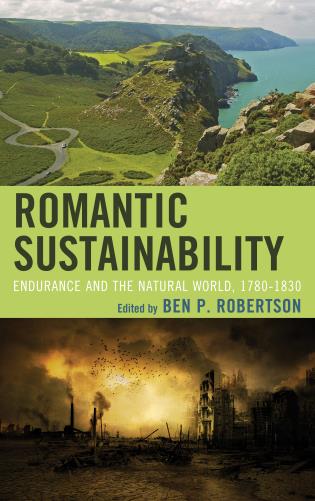 ROMANTIC
SUSTAINABILITY
ENDURANCE AND THE NATURAL WORLD, 1780-1830
Edited by BEN P. ROBERTSON